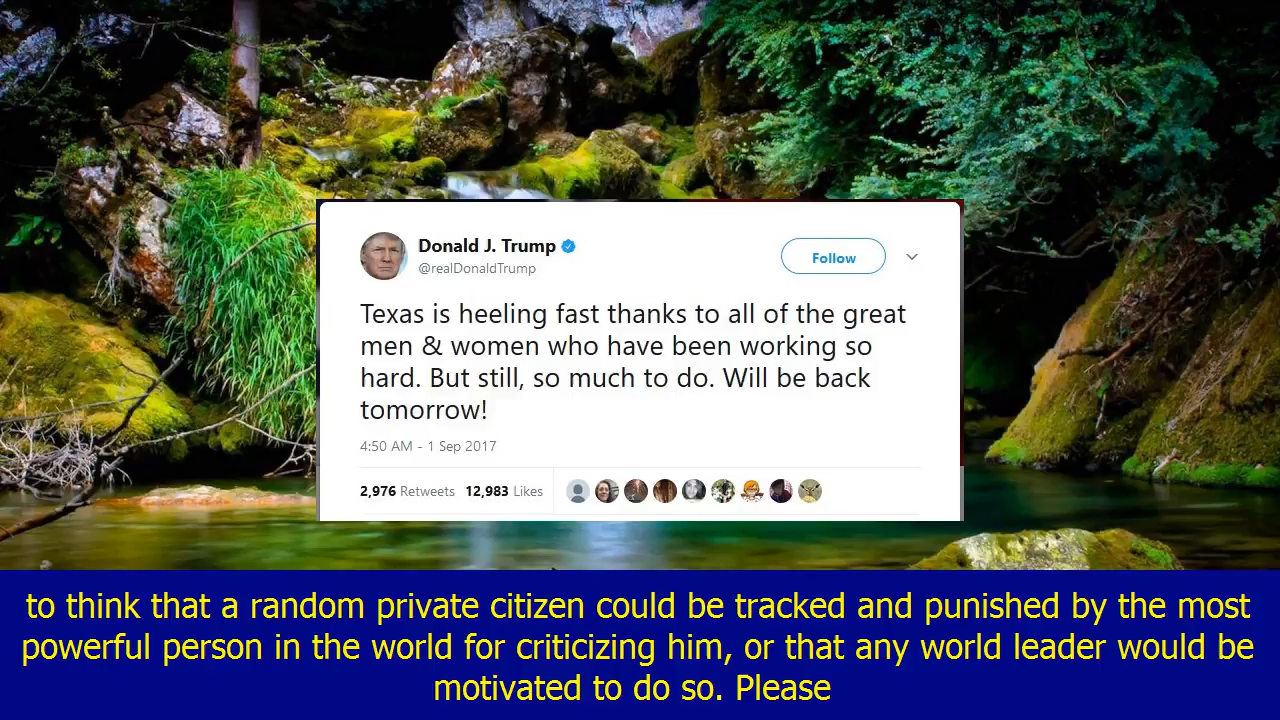 Donald J. Trump
@realDonaldTrump
Follow
Texas is heeling fast thanks to all of the great
men & women who have been working so
hard. But still, so much to do. Will be back
tomorrow!
4:50 AM - 1 Sep 2017
2,976 Retweets 12,983 Likes
to think that a random private citizen could be tracked and punished by the most
powerful person in the world for criticizing him, or that any world leader would be
motivated to do so. Please